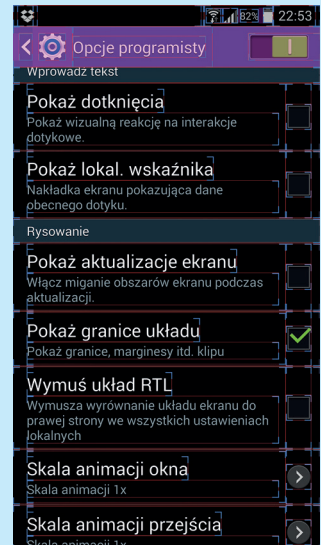 82% 22:53
Opcje programisty
Wprowadź tekst
Pokaż dotknięcia
Pokaż wizualną reakcję na interakcje
dotykowe.
Pokaż lokal. wskaźnika
Nakładka ekranu pokazująca dane
obecnego dotyku.
Rysowanie
Pokaż aktualizacje ekranu
Włącz miganie obszarów ekranu podczas
aktualizacji.
Pokaż granice układu
Pokaż granice, marginesy itd. klipu
Wymuś układ RTL
Wymusza wyrównanie układu ekranu do
prawej strony we wszystkich ustawieniach
lokalnych
Skala animacji okna
Skala animacji 1x
Skala animacji przejścia
Skala animacji 1x